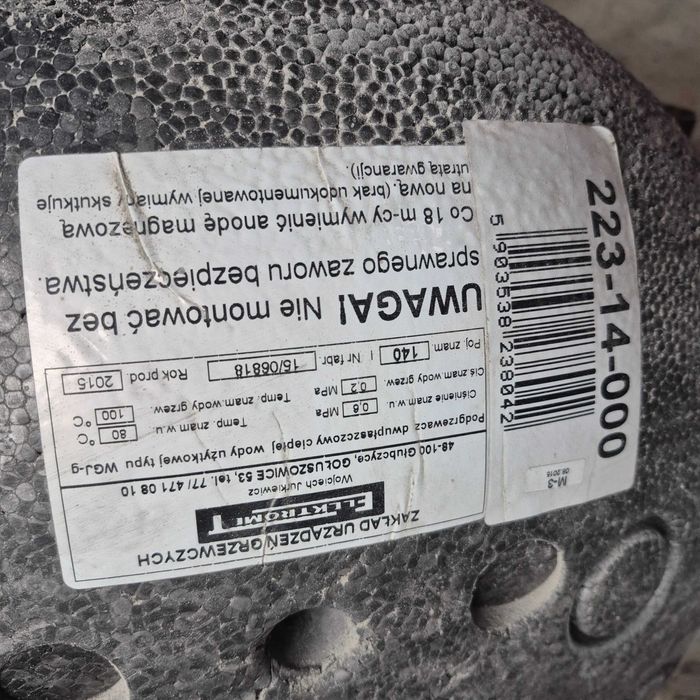 ZAKŁAD URZĄDZEŃ GRZEWCZYCH
ELEKTROMET
Wojciech Jurkiewicz
48-100 Głubczyce, GOŁUSZOWICE 53, tel. 77/ 471 08 10
Podgrzewacz dwupłaszczowy ciepłej wody użytkowej typu WGJ-g
Ciśnienie znam w.u. 0,6 MPa Temp. znam w.u. 80 °C
Ciś.znam.wody grzew. 0,2 MPa Temp. znam.wody grzew. 100 °C
Poj. znam. 140 l Nr fabr. 15/06818 Rok prod. 2015
UWAGA! Nie montować bez
sprawnego zaworu bezpieczeństwa.
Co 18 m-cy wymienić anodę magnezową
na nową. (brak udokumentowanej wymiany skutkuje
utratą gwarancji)
M-3
08.2015
223-14-000
5 903538 238042